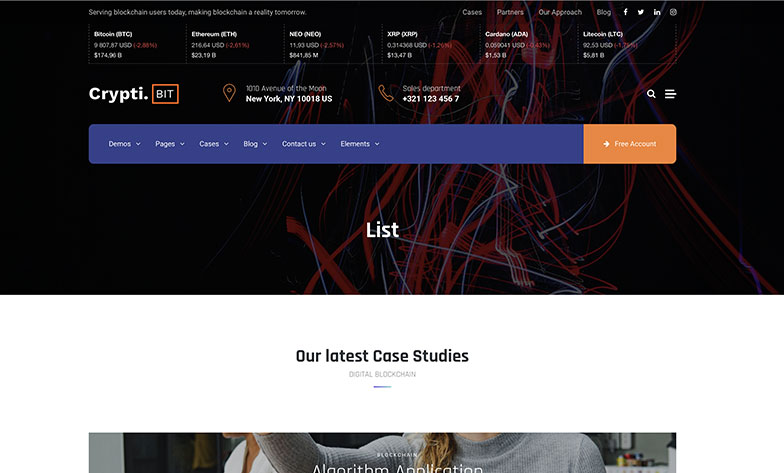 Serving blockchain users today, making blockchain a reality tomorrow.
Cases Partners Our Approach Blog
Bitcoin (BTC)
9 807,87 USD (-2,88%)
$174,96 B
Ethereum (ETH)
216,64 USD (-2,61%)
$23,19 B
NEO (NEO)
11,93 USD (-2,57%)
$841,85 M
XRP (XRP)
0,314368 USD (-1,26%)
$13,47 B
Cardano (ADA)
0,059041 USD (-0,43%)
$1,53 B
Litecoin (LTC)
92,53 USD (-1,75%)
$5,81 B
Crypti. BIT
1010 Avenue of the Moon
New York, NY 10018 US
Sales department
+321 123 456 7
Demos Pages Cases Blog Contact us Elements
Free Account
List
Our latest Case Studies
DIGITAL BLOCKCHAIN
BLOCKCHAIN
Algorithm Application